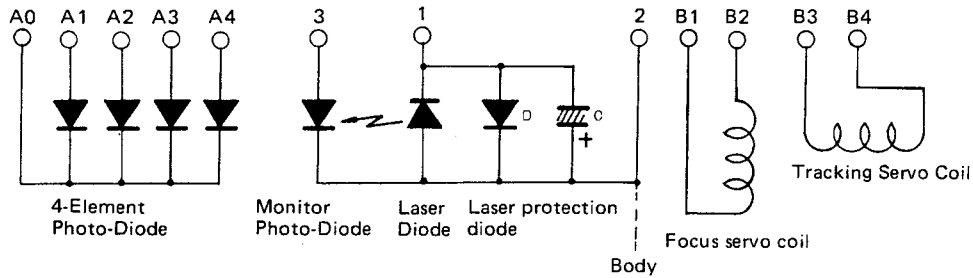 A0 A1 A2 A3 A4 3 1 2 B1 B2 B3 B4
D C
+
Tracking Servo Coil
4-Element
Photo-Diode
Monitor
Photo-Diode
Laser
Diode
Laser protection
diode
Focus servo coil
Body